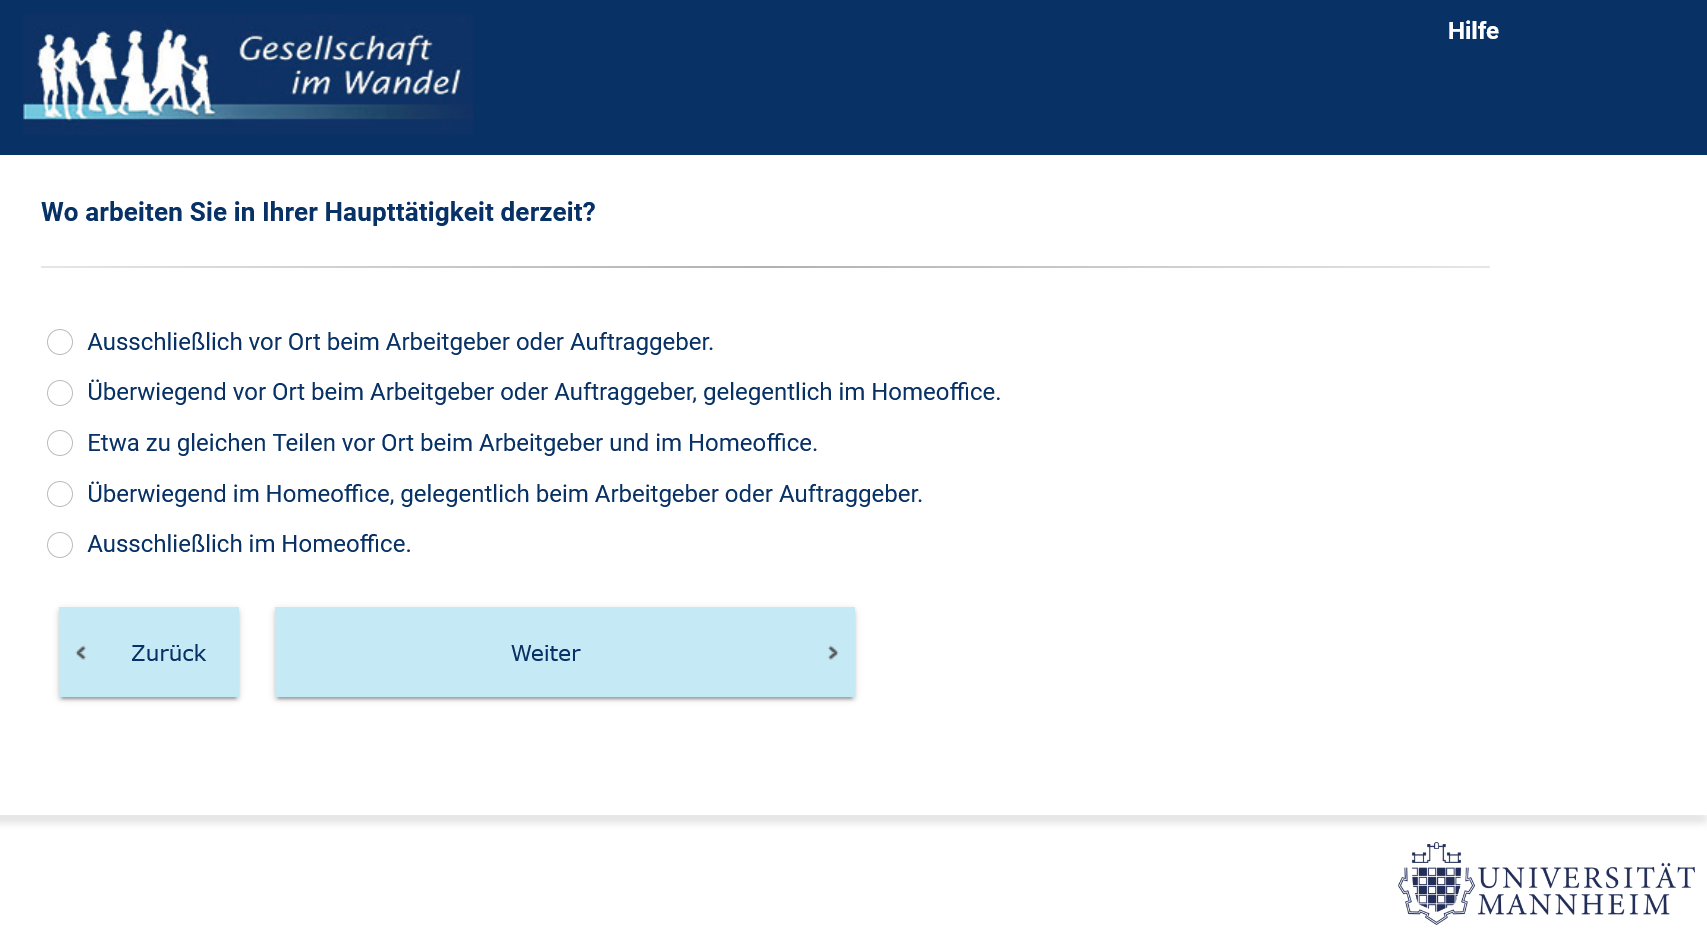 Gesellschaft
im Wandel
Hilfe
Wo arbeiten Sie in Ihrer Haupttätigkeit derzeit?
Ausschließlich vor Ort beim Arbeitgeber oder Auftraggeber.
Überwiegend vor Ort beim Arbeitgeber oder Auftraggeber, gelegentlich im Homeoffice.
Etwa zu gleichen Teilen vor Ort beim Arbeitgeber und im Homeoffice.
Überwiegend im Homeoffice, gelegentlich beim Arbeitgeber oder Auftraggeber.
Ausschließlich im Homeoffice.
Zurück
Weiter
UNIVERSITÄT
MANNHEIM